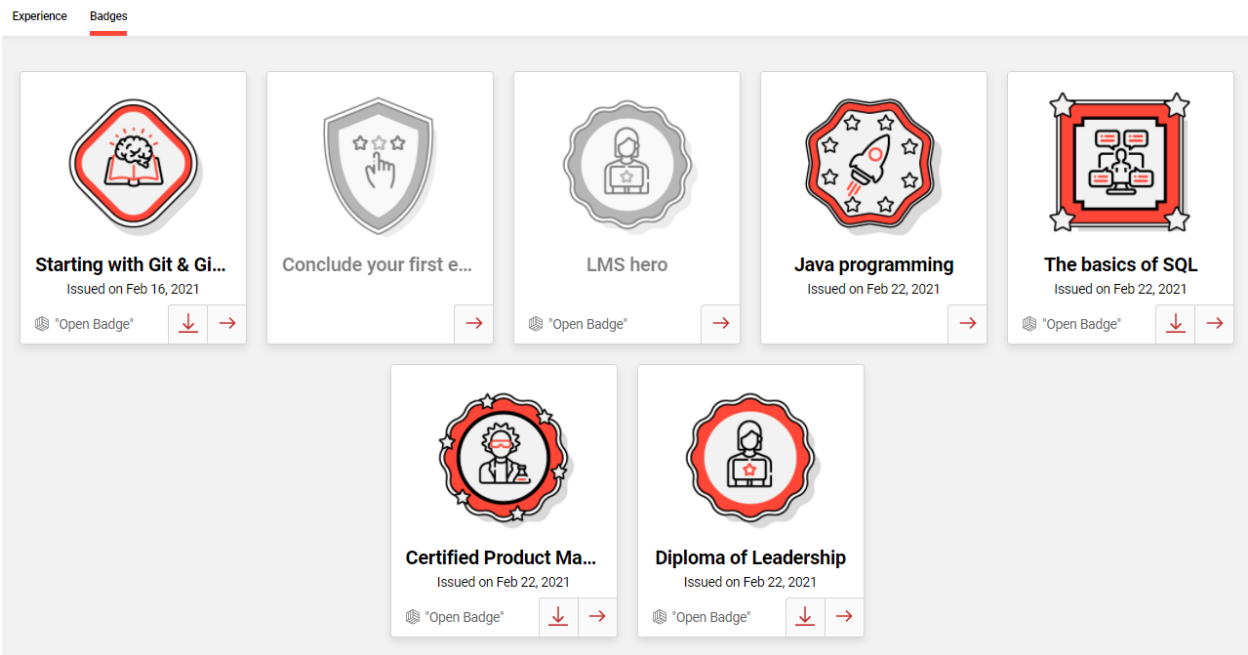 Experience Badges
Starting with Git & Gi...
Issued on Feb 16, 2021
"Open Badge"
Conclude your first e...
LMS hero
"Open Badge"
Java programming
Issued on Feb 22, 2021
The basics of SQL
Issued on Feb 22, 2021
"Open Badge"
Certified Product Ma...
Issued on Feb 22, 2021
"Open Badge"
Diploma of Leadership
Issued on Feb 22, 2021
"Open Badge"